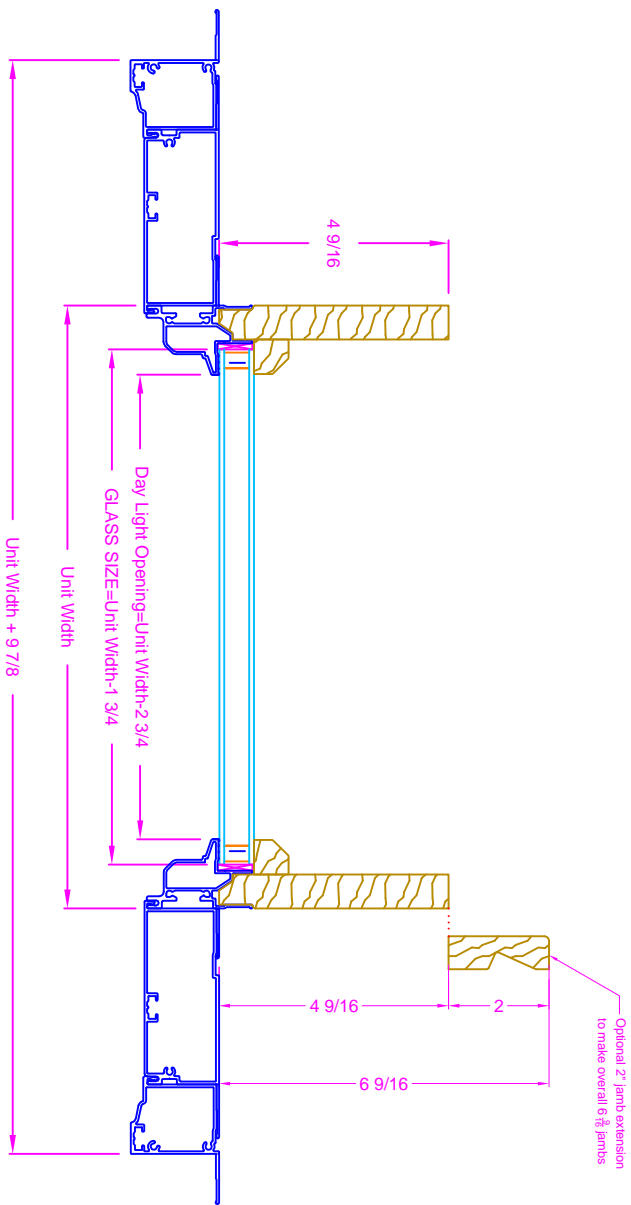 4 9/16
Day Light Opening=Unit Width-2 3/4
GLASS SIZE=Unit Width-1 3/4
Unit Width
Unit Width + 9 7/8
4 9/16
2
6 9/16
Optional 2" jamb extension
to make overall 6 9/16 jambs